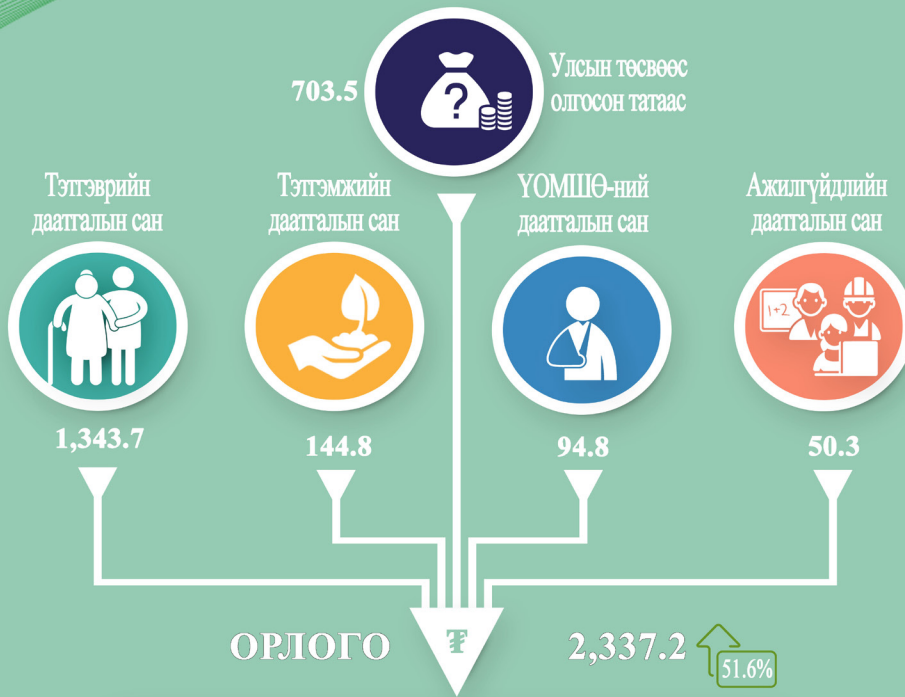 703.5
Улсын төсвөөс
олгосон татаас
?
Тэтгэврийн
даатгалын сан
Тэтгэмжийн
даатгалын сан
ҮОМШӨ-ний
даатгалын сан
Ажилгүйдлийн
даатгалын сан
1+2
1,343.7
144.8
94.8
50.3
ОРЛОГО
₮
2,337.2
51.6%